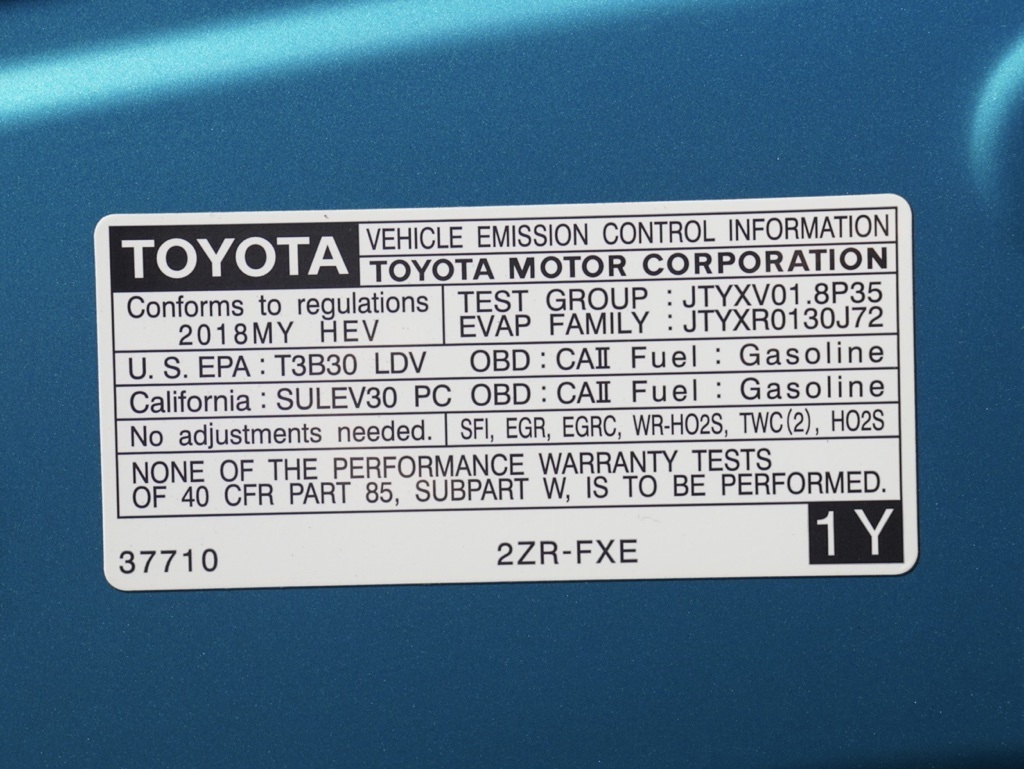 TOYOTA VEHICLE EMISSION CONTROL INFORMATION
TOYOTA MOTOR CORPORATION
Conforms to regulations
2018MY HEV
TEST GROUP : JTYXV01.8P35
EVAP FAMILY : JTYXR0130J72
U. S. EPA : T3B30 LDV OBD : CAII Fuel : Gasoline
California : SULEV30 PC OBD : CAII Fuel : Gasoline
No adjustments needed. SFI, EGR, EGRC, WR-HO2S, TWC(2), HO2S
NONE OF THE PERFORMANCE WARRANTY TESTS
OF 40 CFR PART 85, SUBPART W, IS TO BE PERFORMED.
37710 2ZR-FXE 1Y